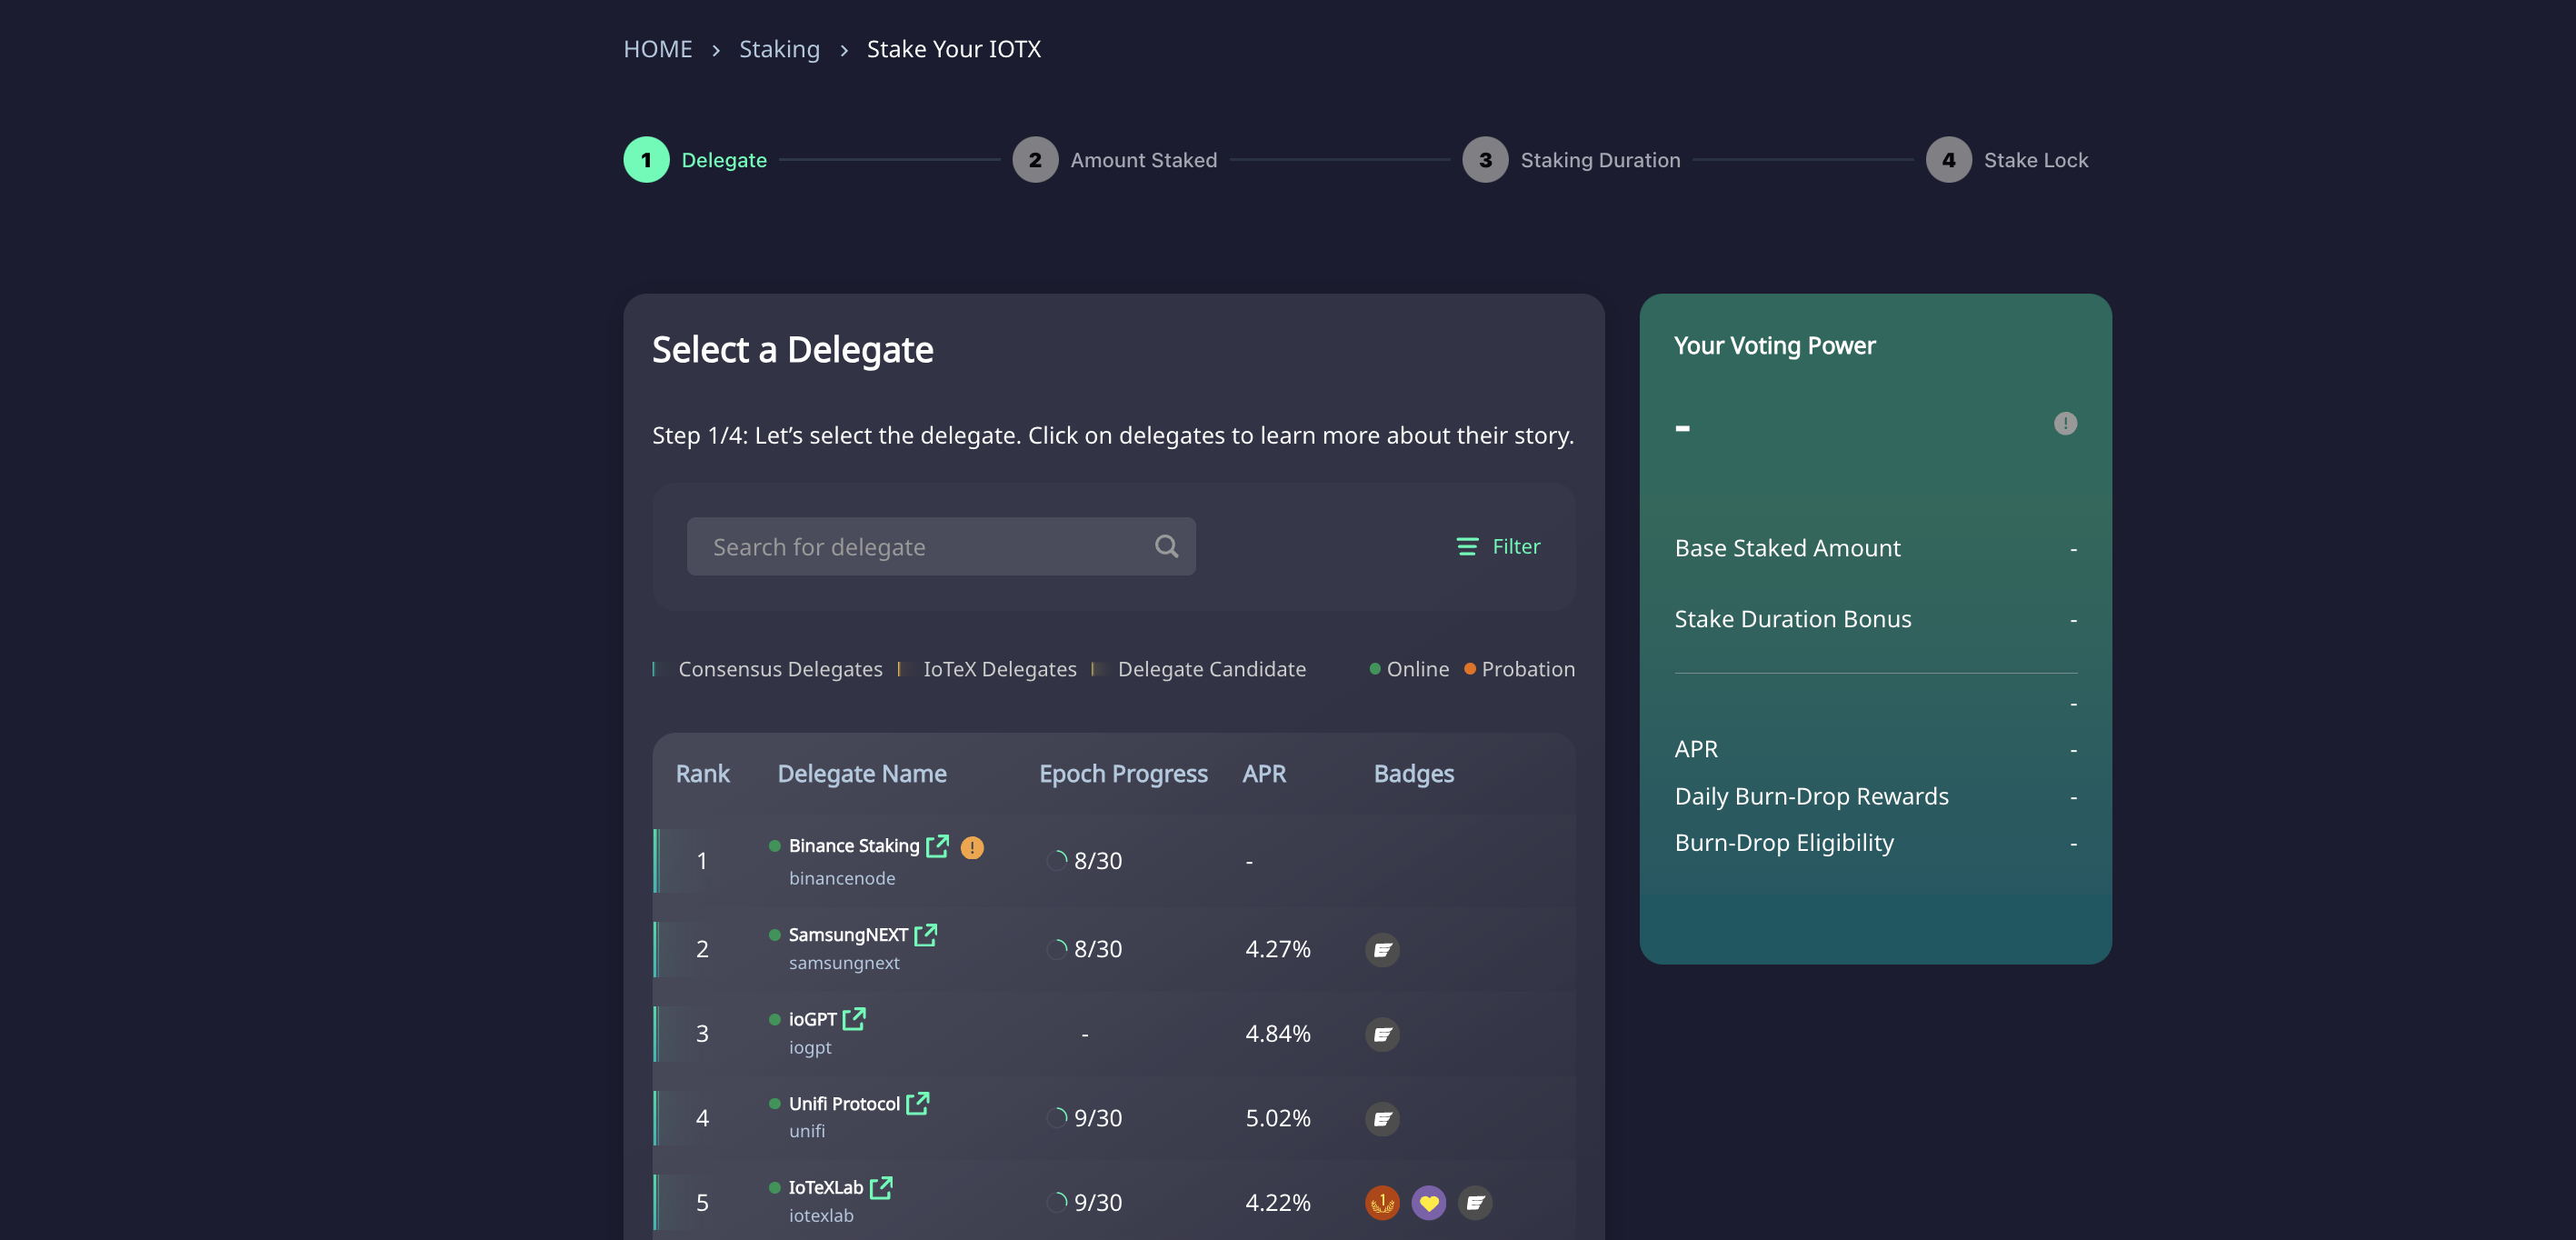 HOME › Staking › Stake Your IOTX
1 Delegate 2 Amount Staked 3 Staking Duration 4 Stake Lock
Select a Delegate
Step 1/4: Let’s select the delegate. Click on delegates to learn more about their story.
Search for delegate
Filter
Consensus Delegates IoTeX Delegates Delegate Candidate Online Probation
Rank Delegate Name Epoch Progress APR Badges
1 Binance Staking ! 8/30 -
binancenode
2 SamsungNEXT 8/30 4.27%
samsungnext
3 ioGPT - 4.84%
iogpt
4 Unifi Protocol 9/30 5.02%
unifi
5 IoTeXLab 9/30 4.22% 1
iotexlab
Your Voting Power
- !
Base Staked Amount -
Stake Duration Bonus -
-
APR -
Daily Burn-Drop Rewards -
Burn-Drop Eligibility -